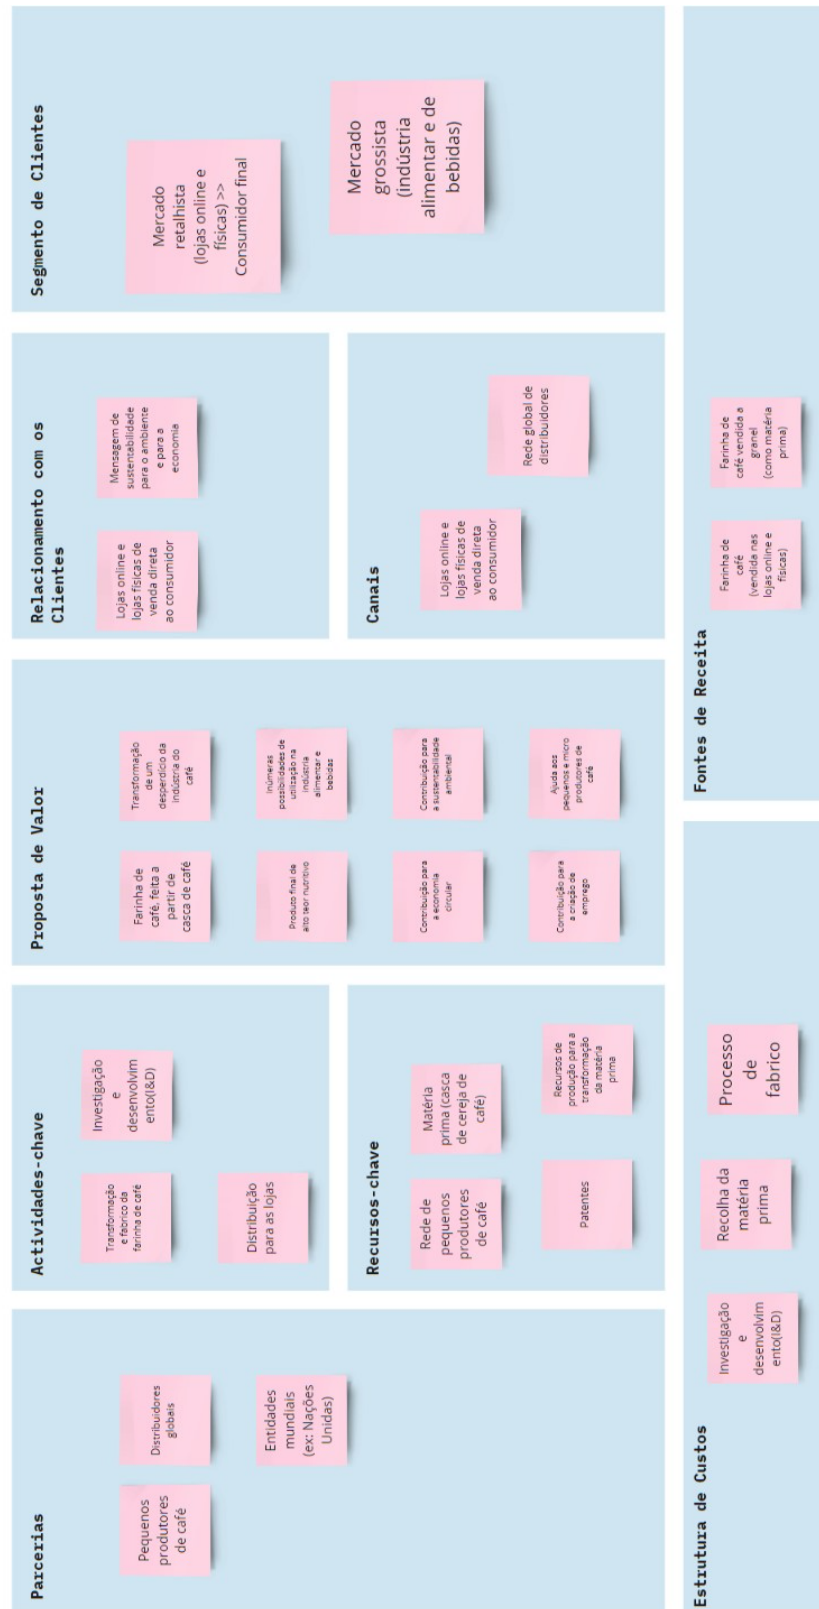 Parcerias
Pequenos
produtores
de café
Distribuidores
globais
Entidades
mundiais
(ex: Nações
Unidas)
Actividades-chave
Transformação
e fabrico da
farinha de café
Investigação
e
desenvolvim
ento(I&D)
Distribuição
para as lojas
Recursos-chave
Rede de
pequenos
produtores
de café
Matéria
prima (casca
de cereja de
café)
Patentes
Recursos de
produção para a
transformação
da matéria
prima
Proposta de Valor
Farinha de
café, feita a
partir de
casca de café
Transformação
de um
desperdício da
indústria do
café
Produto final de
alto teor nutritivo
Inúmeras
possibilidades de
utilização na
indústria
alimentar e
bebidas
Contribuição para
a economia
circular
Contribuição para
a sustentabilidade
ambiental
Contribuição para
a criação de
emprego
Ajuda aos
pequenos e micro
produtores de
café
Relacionamento com os
Clientes
Lojas online e
lojas físicas de
venda direta
ao consumidor
Mensagem de
sustentabilidade
para o ambiente
e para a
economia
Canais
Lojas online e
lojas físicas de
venda direta
ao consumidor
Rede global de
distribuidores
Segmento de Clientes
Mercado
retalhista
(lojas online e
físicas) >>
Consumidor final
Mercado
grossista
(indústria
alimentar e de
bebidas)
Estrutura de Custos
Investigação
e
desenvolvim
ento(I&D)
Recolha da
matéria
prima
Processo
de
fabrico
Fontes de Receita
Farinha de
café
(vendida nas
lojas online e
físicas)
Farinha de
café vendida a
granel
(como matéria
prima)